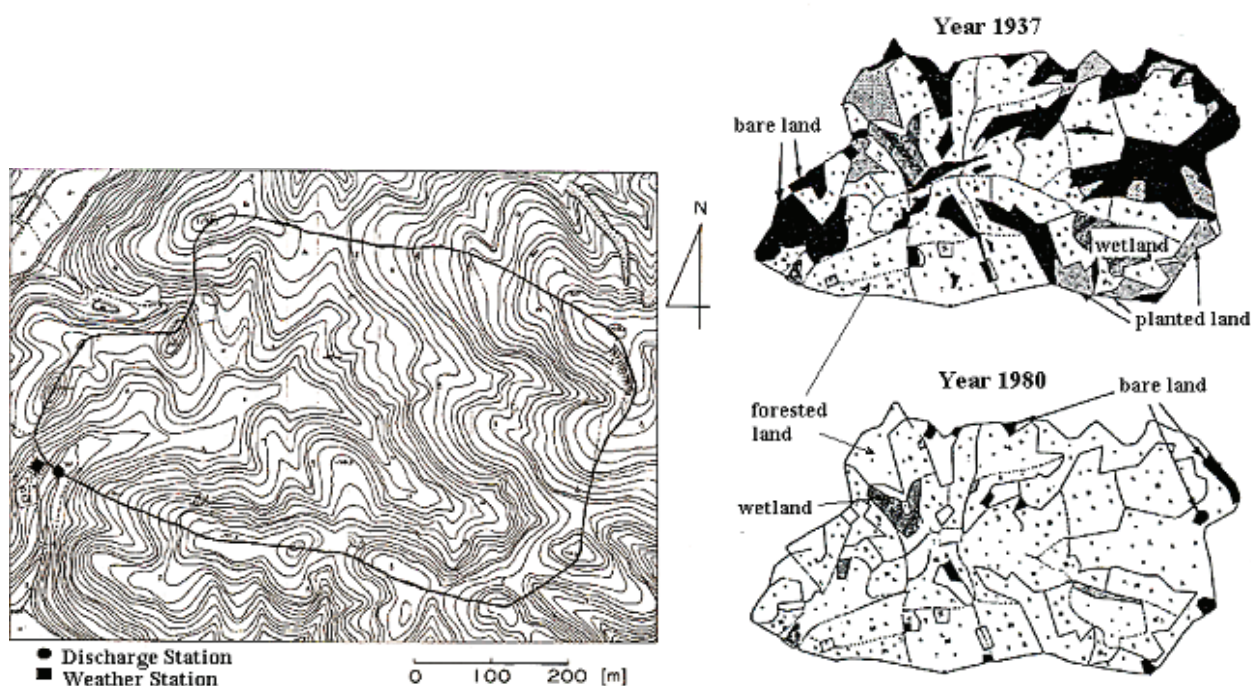 Discharge Station
Weather Station
0 100 200 [m]
N
Year 1937
bare land
wetland
planted land
Year 1980
bare land
forested
land
wetland